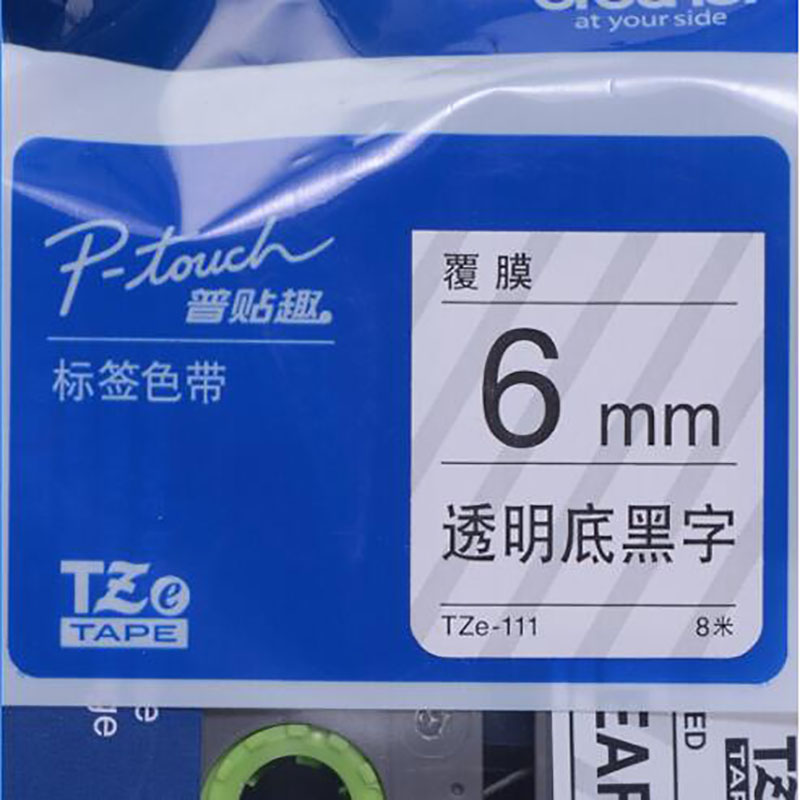 at your side
P-touch
普贴趣
标签色带
覆膜
6 mm
透明底黑字
TZe-111 8米
TZe
TAPE